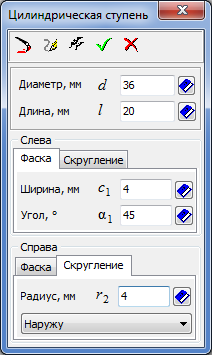 Цилиндрическая ступень
Диаметр, мм d 36
Длина, мм l 20
Слева
Фаска Скругление
Ширина, мм c1 4
Угол, ° α1 45
Справа
Фаска Скругление
Радиус, мм r2 4
Наружу